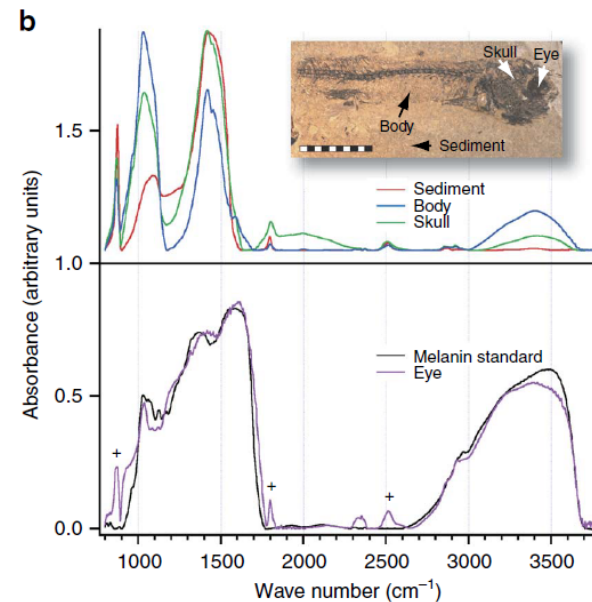 b
Skull
Eye
Body
Sediment
Sediment
Body
Skull
1.5
1.0
Absorbance (arbitrary units)
Melanin standard
Eye
0.5
+
+
+
0.0
1000 1500 2000 2500 3000 3500
Wave number (cm⁻¹)